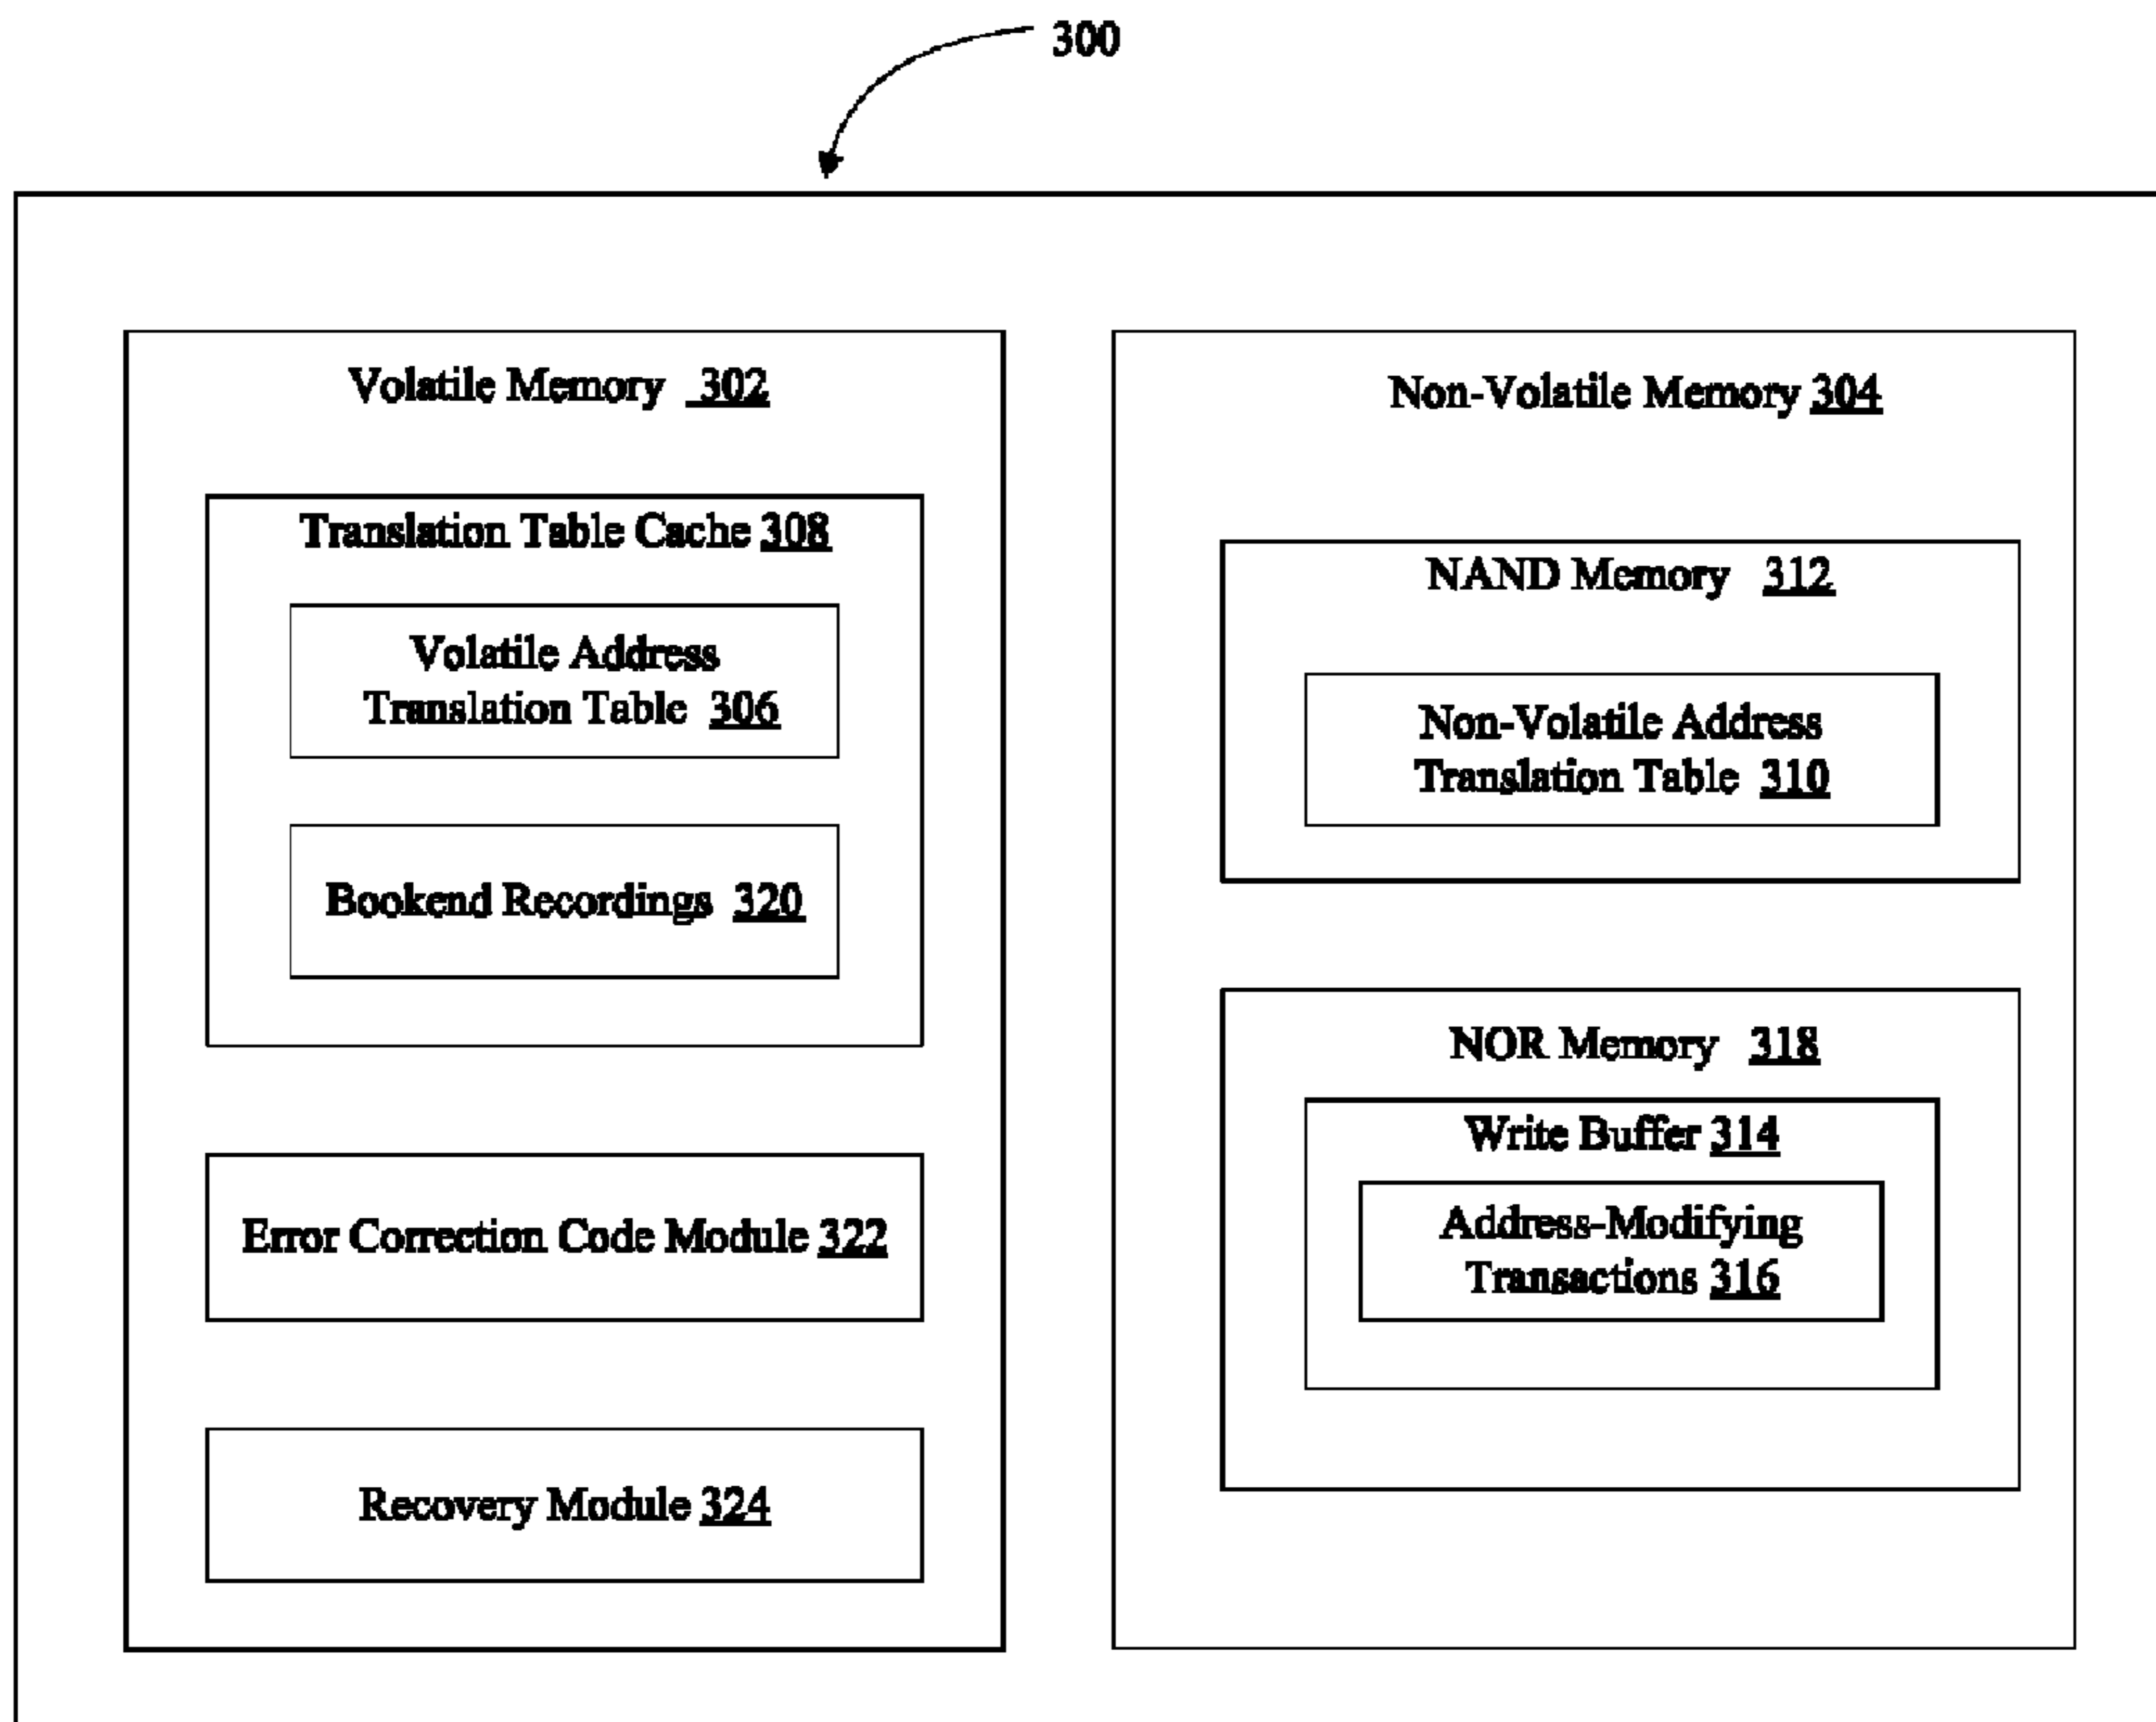 300
Volatile Memory 302
Translation Table Cache 308
Volatile Address
Translation Table 306
Bookend Recordings 320
Error Correction Code Module 322
Recovery Module 324
Non-Volatile Memory 304
NAND Memory 312
Non-Volatile Address
Translation Table 310
NOR Memory 318
Write Buffer 314
Address-Modifying
Transactions 316